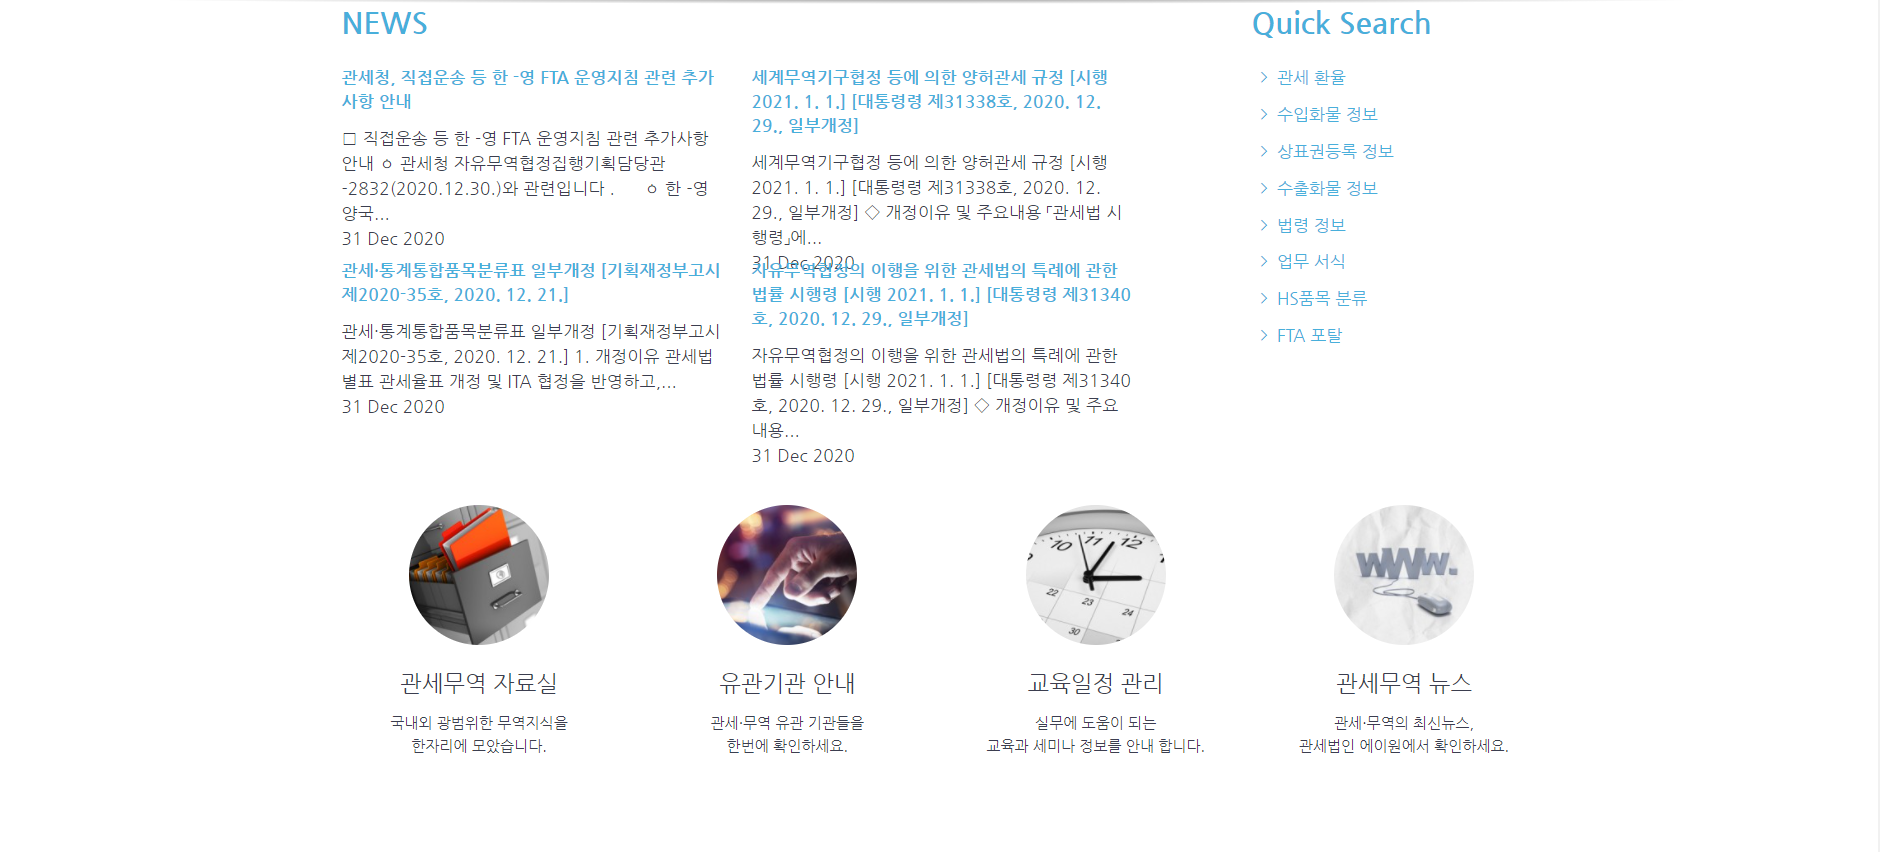 NEWS
관세청, 직접운송 등 한 -영 FTA 운영지침 관련 추가
사항 안내
□ 직접운송 등 한 -영 FTA 운영지침 관련 추가사항
안내 ㅇ 관세청 자유무역협정집행기획담당관
-2832(2020.12.30.)와 관련입니다 . ㅇ 한 -영
양국...
31 Dec 2020
세계무역기구협정 등에 의한 양허관세 규정 [시행
2021. 1. 1.] [대통령령 제31338호, 2020. 12.
29., 일부개정]
세계무역기구협정 등에 의한 양허관세 규정 [시행
2021. 1. 1.] [대통령령 제31338호, 2020. 12.
29., 일부개정] ◇ 개정이유 및 주요내용 「관세법 시
행령」에...
31 Dec 2020
관세·통계통합품목분류표 일부개정 [기획재정부고시
제2020-35호, 2020. 12. 21.]
관세·통계통합품목분류표 일부개정 [기획재정부고시
제2020-35호, 2020. 12. 21.] 1. 개정이유 관세법
별표 관세율표 개정 및 ITA 협정을 반영하고,...
31 Dec 2020
자유무역협정의 이행을 위한 관세법의 특례에 관한
법률 시행령 [시행 2021. 1. 1.] [대통령령 제31340
호, 2020. 12. 29., 일부개정]
자유무역협정의 이행을 위한 관세법의 특례에 관한
법률 시행령 [시행 2021. 1. 1.] [대통령령 제31340
호, 2020. 12. 29., 일부개정] ◇ 개정이유 및 주요
내용...
31 Dec 2020
Quick Search
관세 환율
수입화물 정보
상표권등록 정보
수출화물 정보
법령 정보
업무 서식
HS품목 분류
FTA 포탈
10 11 12
22 23 24
30
WWW.
관세무역 자료실
국내외 광범위한 무역지식을
한자리에 모았습니다.
유관기관 안내
관세·무역 유관 기관들을
한번에 확인하세요.
교육일정 관리
실무에 도움이 되는
교육과 세미나 정보를 안내 합니다.
관세무역 뉴스
관세·무역의 최신뉴스,
관세법인 에이원에서 확인하세요.